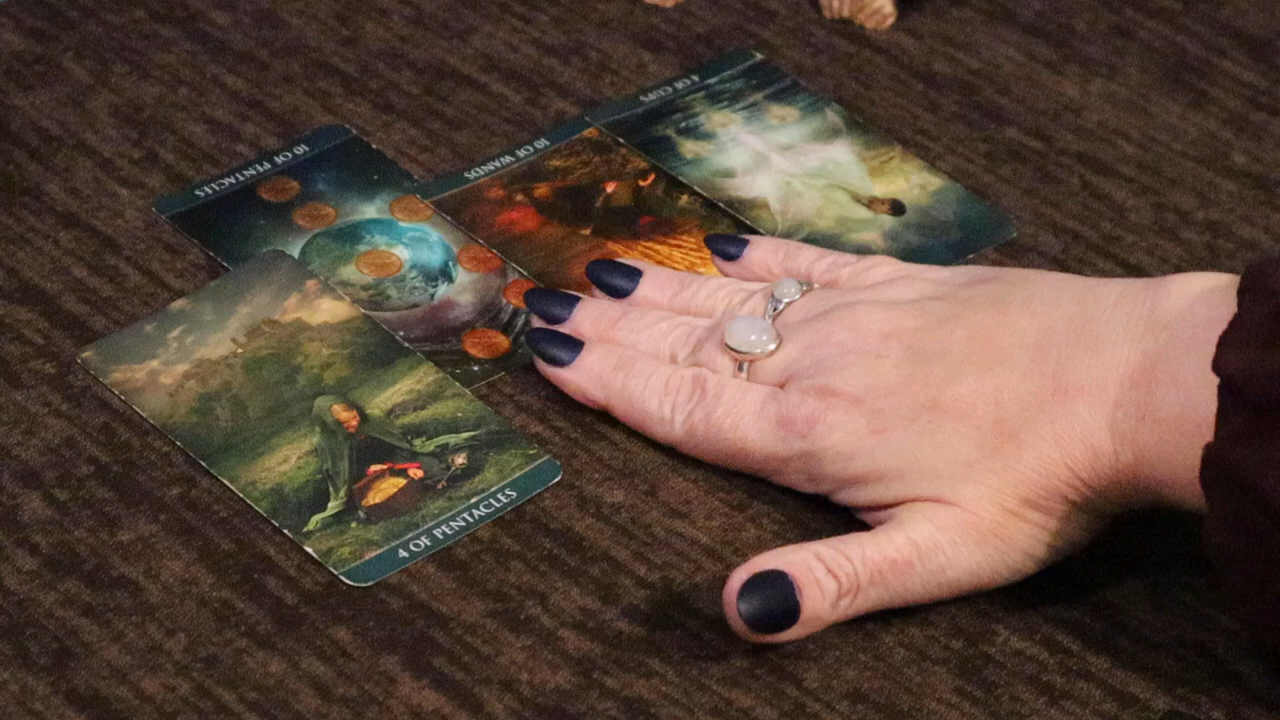 4 OF CUPS
10 OF WANDS
10 OF PENTACLES
4 OF PENTACLES